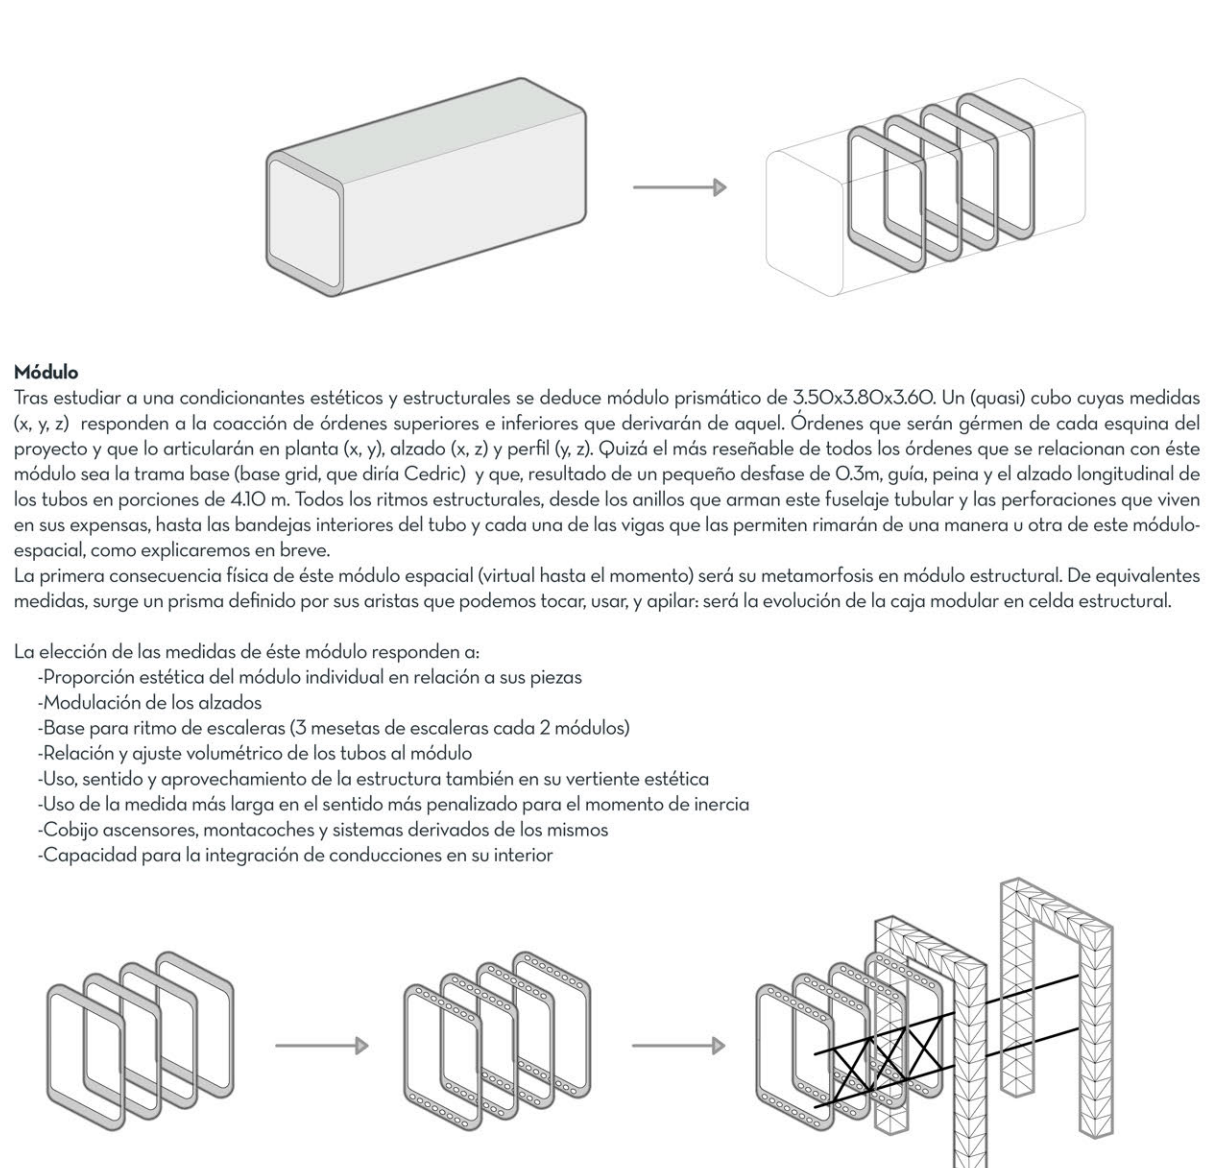 Módulo
Tras estudiar a una condicionantes estéticos y estructurales se deduce módulo prismático de 3.50x3.80x3.60. Un (quasi) cubo cuyas medidas
(x, y, z) responden a la coacción de órdenes superiores e inferiores que derivarán de aquel. Órdenes que serán gérmen de cada esquina del
proyecto y que lo articularán en planta (x, y), alzado (x, z) y perfil (y, z). Quizá el más reseñable de todos los órdenes que se relacionan con éste
módulo sea la trama base (base grid, que diría Cedric) y que, resultado de un pequeño desfase de 0.3m, guía, peina y el alzado longitudinal de
los tubos en porciones de 4.10 m. Todos los ritmos estructurales, desde los anillos que arman este fuselaje tubular y las perforaciones que viven
en sus expensas, hasta las bandejas interiores del tubo y cada una de las vigas que las permiten rimarán de una manera u otra de este módulo-
espacial, como explicaremos en breve.
La primera consecuencia física de éste módulo espacial (virtual hasta el momento) será su metamorfosis en módulo estructural. De equivalentes
medidas, surge un prisma definido por sus aristas que podemos tocar, usar, y apilar: será la evolución de la caja modular en celda estructural.
La elección de las medidas de éste módulo responden a:
-Proporción estética del módulo individual en relación a sus piezas
-Modulación de los alzados
-Base para ritmo de escaleras (3 mesetas de escaleras cada 2 módulos)
-Relación y ajuste volumétrico de los tubos al módulo
-Uso, sentido y aprovechamiento de la estructura también en su vertiente estética
-Uso de la medida más larga en el sentido más penalizado para el momento de inercia
-Cobijo ascensores, montacoches y sistemas derivados de los mismos
-Capacidad para la integración de conducciones en su interior